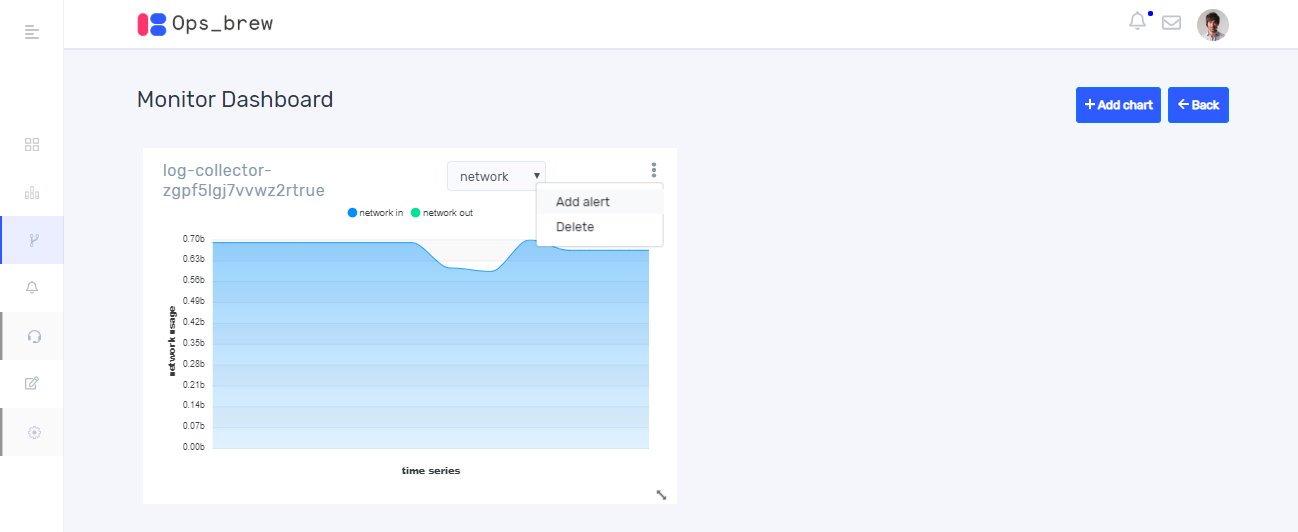 Ops_brew
Monitor Dashboard
+ Add chart
← Back
log-collector-
zgpf5lgj7vvwz2rtrue
network
Add alert
Delete
network in
network out
0.70b
0.63b
0.56b
0.49b
0.42b
0.35b
0.28b
0.21b
0.14b
0.07b
0.00b
network usage
time series